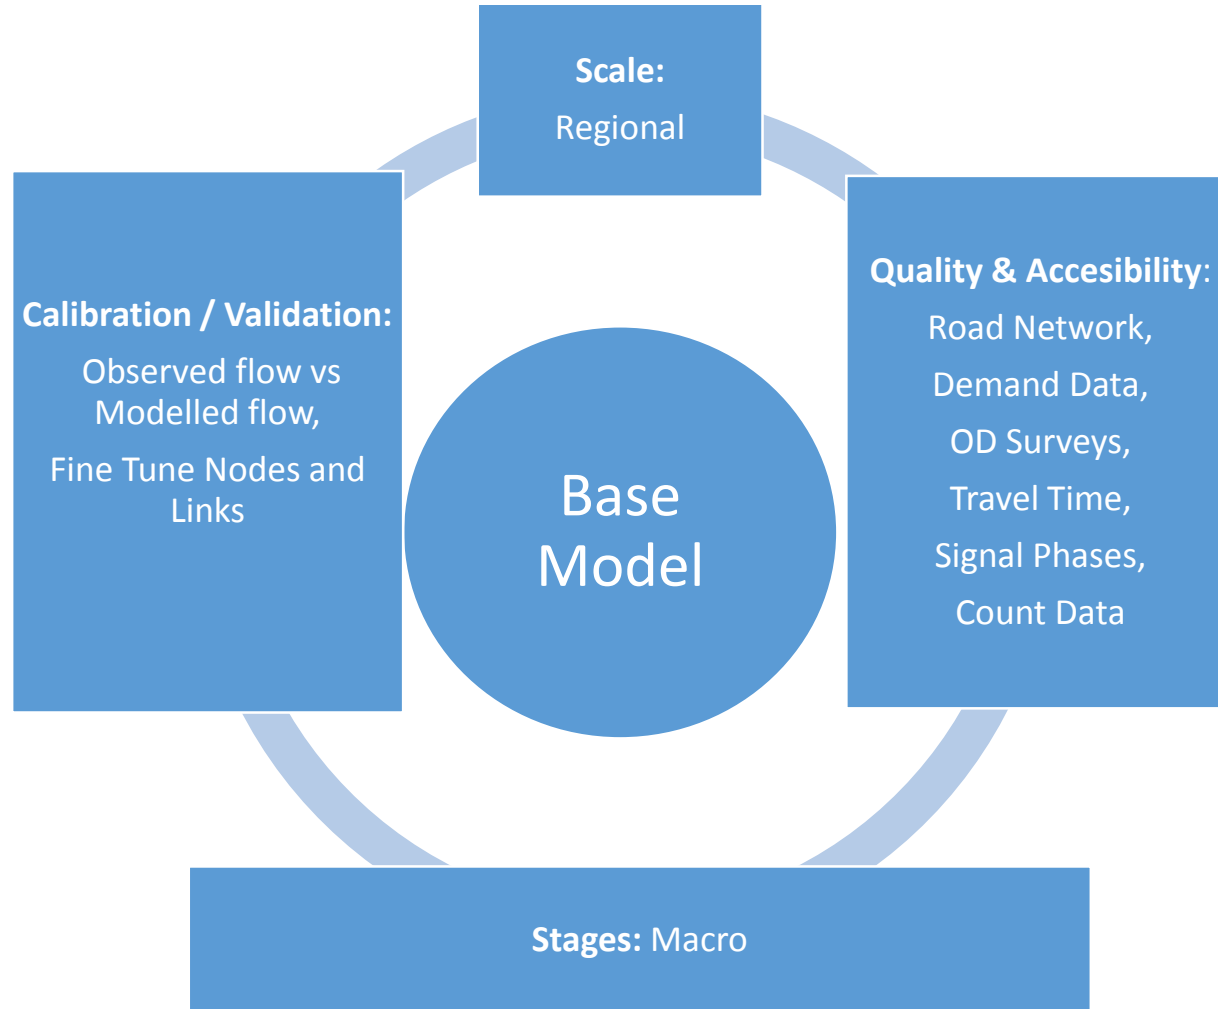 Scale:
Regional
Quality & Accesibility:
Road Network,
Demand Data,
OD Surveys,
Travel Time,
Signal Phases,
Count Data
Calibration / Validation:
Observed flow vs
Modelled flow,
Fine Tune Nodes and
Links
Base
Model
Stages: Macro